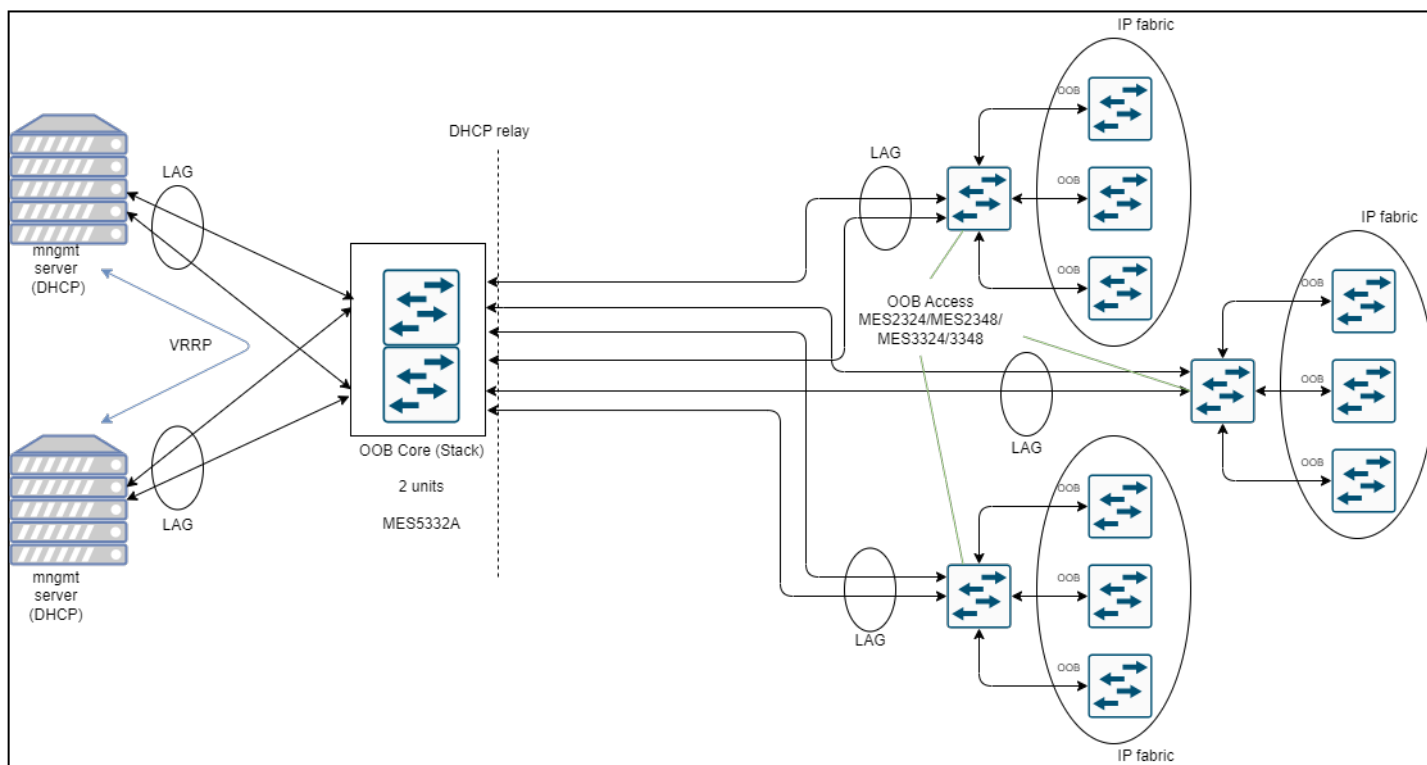 IP fabric
OOB
OOB
OOB
DHCP relay
LAG
LAG
mngmt
server
(DHCP)
VRRP
OOB Core (Stack)
2 units
MES5332A
LAG
mngmt
server
(DHCP)
OOB Access
MES2324/MES2348/
MES3324/3348
IP fabric
OOB
OOB
OOB
LAG
LAG
OOB
OOB
OOB
IP fabric